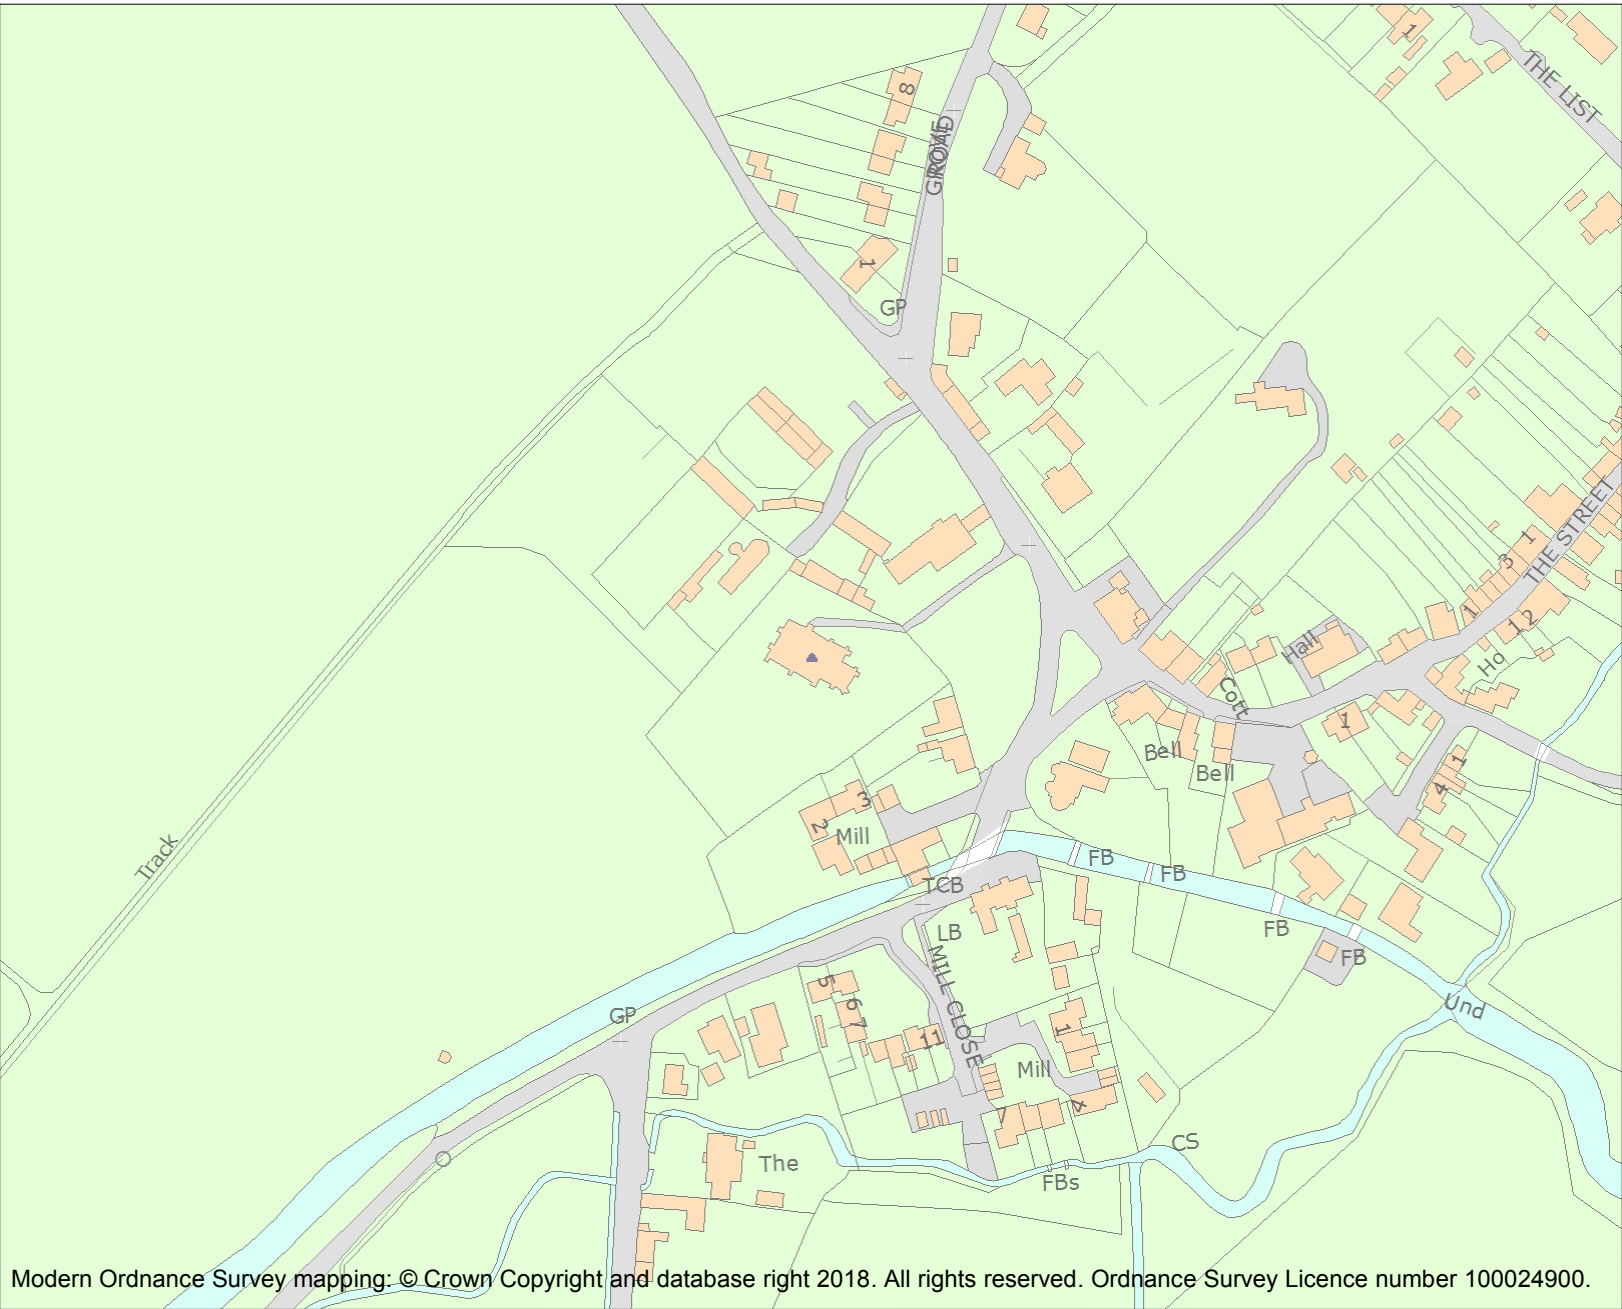 1
THE LIST
8
GROVE
ROAD
1
GP
THE STREET
1
3
1
1 2
Hall
Ho
Cott
1
Bell
Bell
1
4
3
2
Mill
Track
FB
FB
TCB
FB
LB
FB
MILL CLOSE
5
6
7
Und
GP
11
1
Mill
4
7
CS
The
FBs
Modern Ordnance Survey mapping: © Crown Copyright and database right 2018. All rights reserved. Ordnance Survey Licence number 100024900.